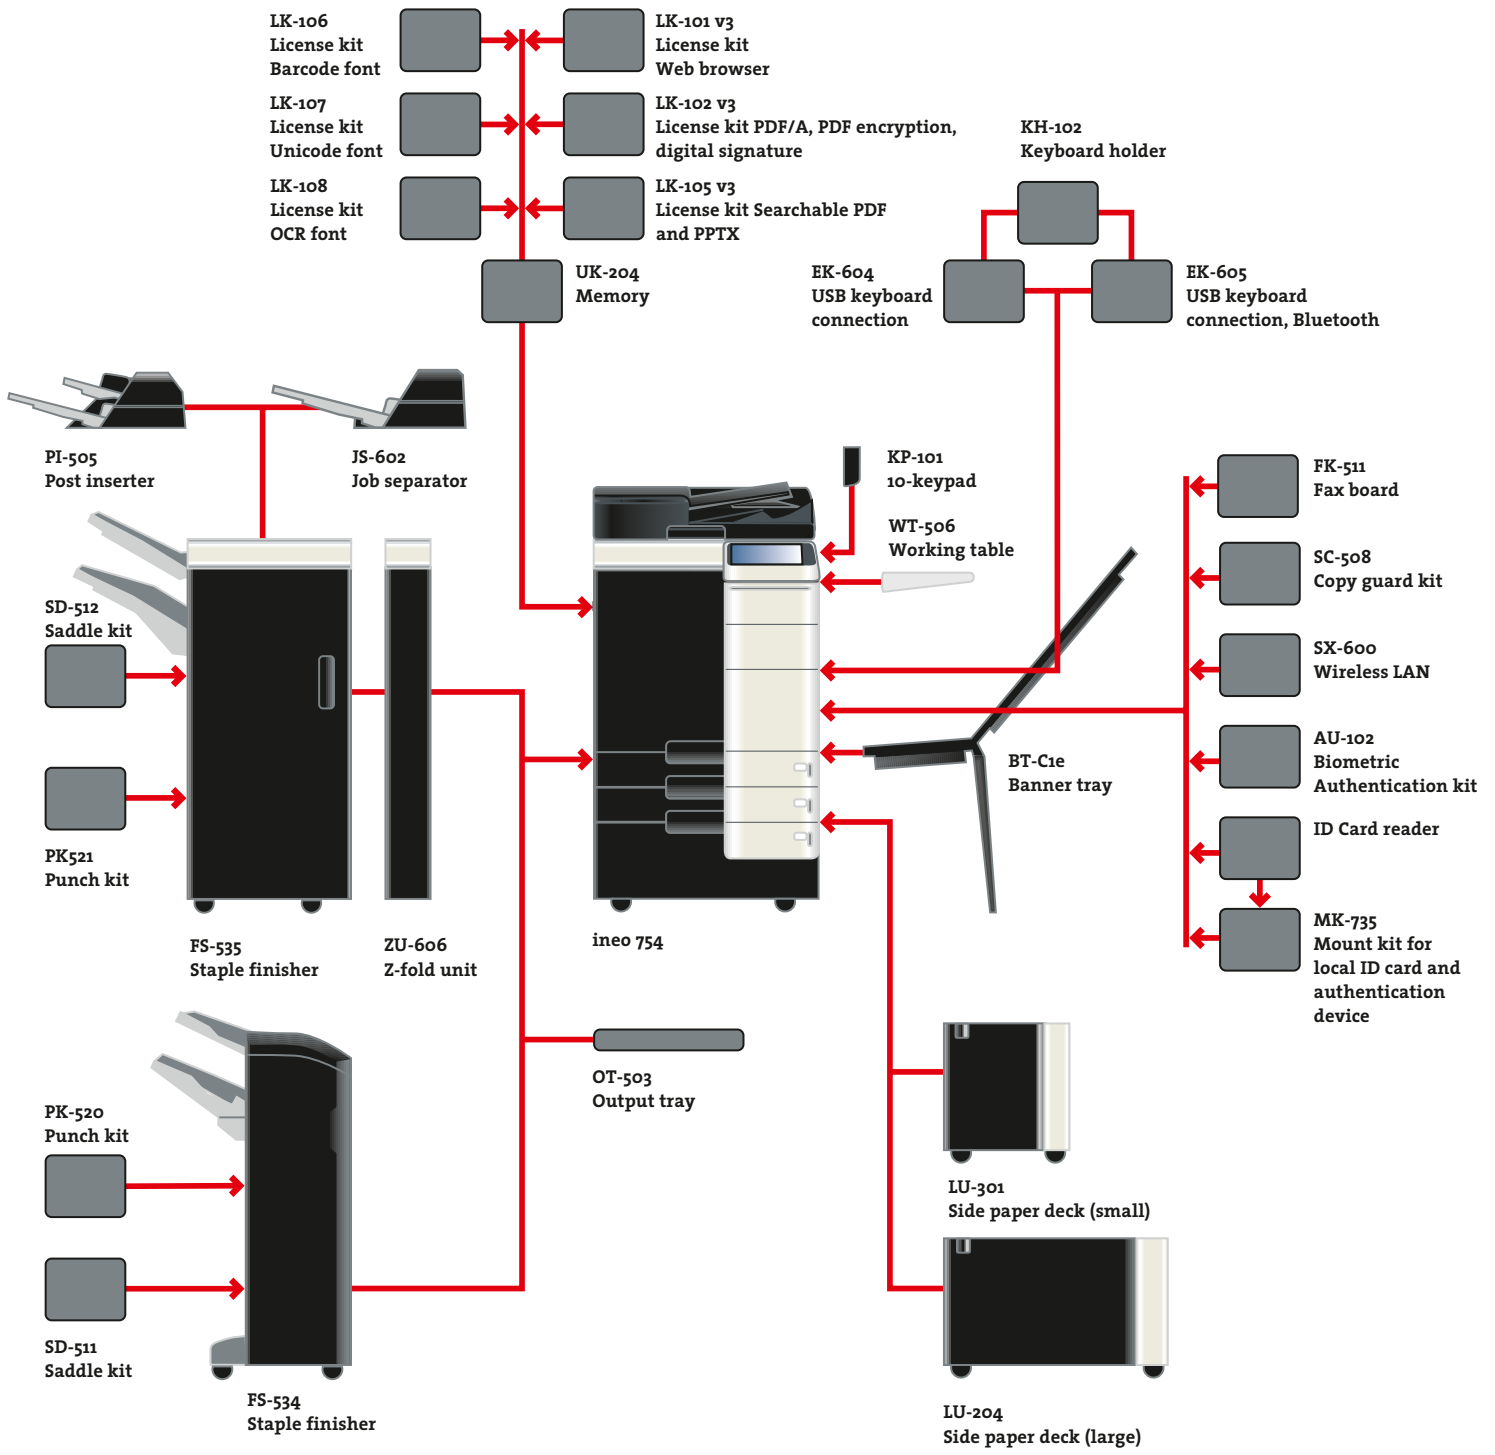 LK-106
License kit
Barcode font
LK-101 v3
License kit
Web browser
LK-107
License kit
Unicode font
LK-102 v3
License kit PDF/A, PDF encryption,
digital signature
KH-102
Keyboard holder
LK-108
License kit
OCR font
LK-105 v3
License kit Searchable PDF
and PPTX
UK-204
Memory
EK-604
USB keyboard
connection
EK-605
USB keyboard
connection, Bluetooth
PI-505
Post inserter
JS-602
Job separator
KP-101
10-keypad
FK-511
Fax board
WT-506
Working table
SC-508
Copy guard kit
SD-512
Saddle kit
SX-600
Wireless LAN
AU-102
Biometric
Authentication kit
BT-C1e
Banner tray
ID Card reader
PK521
Punch kit
MK-735
Mount kit for
local ID card and
authentication
device
FS-535
Staple finisher
ZU-606
Z-fold unit
ineo 754
OT-503
Output tray
PK-520
Punch kit
LU-301
Side paper deck (small)
SD-511
Saddle kit
FS-534
Staple finisher
LU-204
Side paper deck (large)